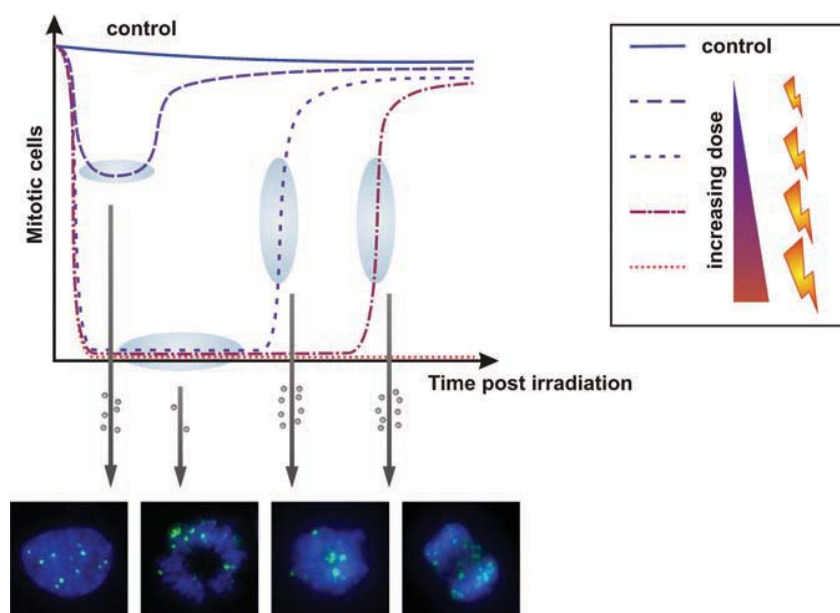 control
Mitotic cells
Time post irradiation
control
increasing dose